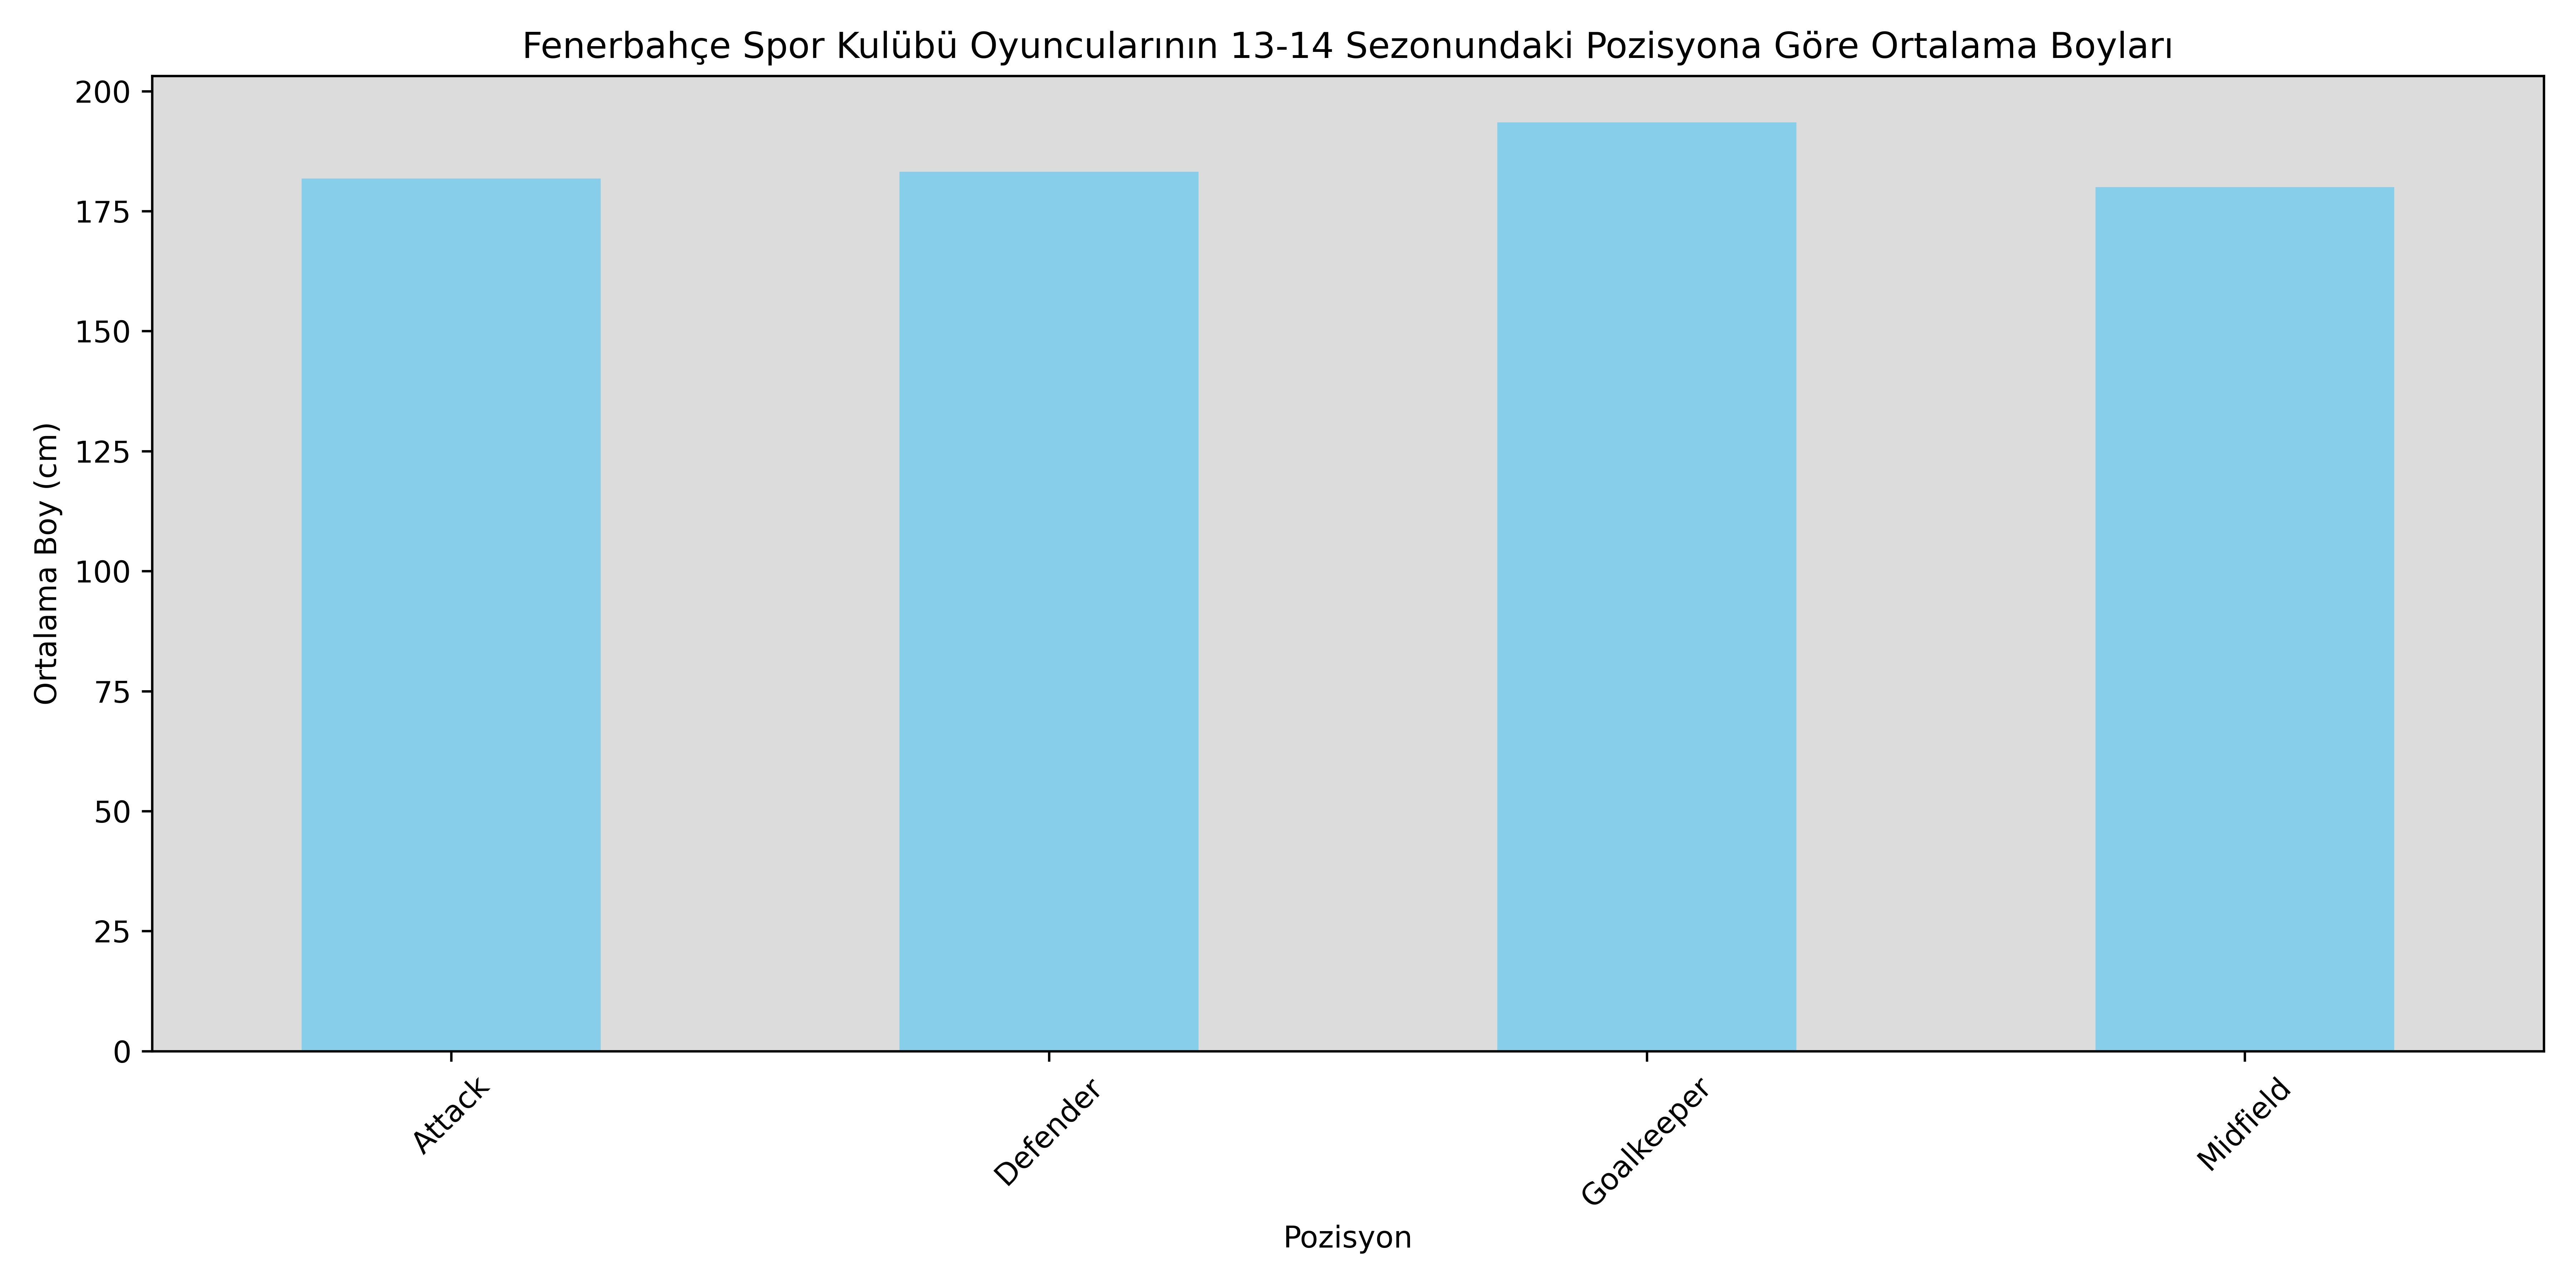 Fenerbahçe Spor Kulübü Oyuncularının 13-14 Sezonundaki Pozisyona Göre Ortalama Boyları
Ortalama Boy (cm)
200
175
150
125
100
75
50
25
0
Attack
Defender
Goalkeeper
Midfield
Pozisyon